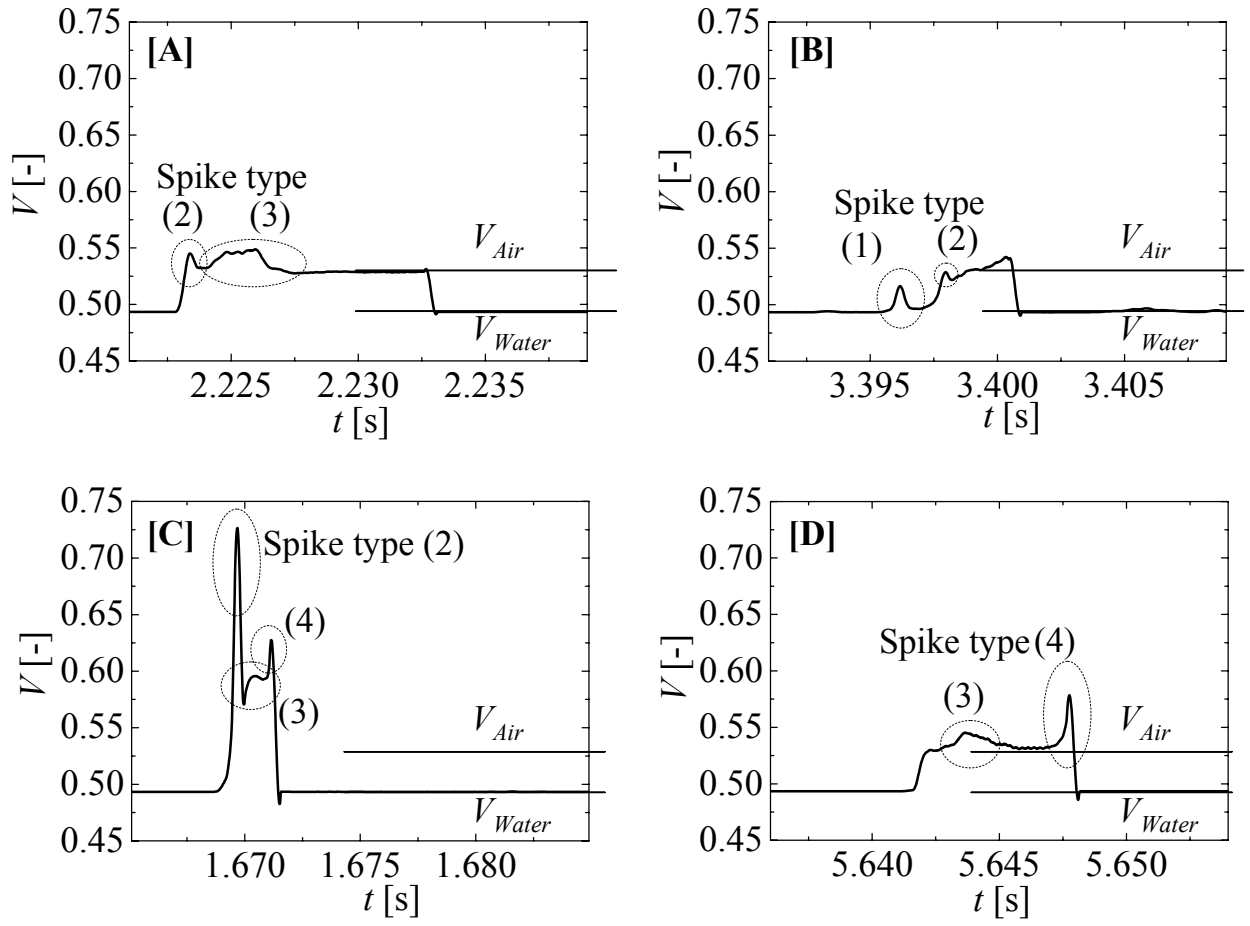 [A]
0.75
0.70
0.65
0.60
0.55
0.50
0.45
V [-]
Spike type
(2) (3)
V_Air
V_Water
2.225 2.230 2.235
t [s]
[B]
0.75
0.70
0.65
0.60
0.55
0.50
0.45
V [-]
Spike type
(1) (2)
V_Air
V_Water
3.395 3.400 3.405
t [s]
[C]
0.75
0.70
0.65
0.60
0.55
0.50
0.45
V [-]
Spike type (2)
(4)
(3)
V_Air
V_Water
1.670 1.675 1.680
t [s]
[D]
0.75
0.70
0.65
0.60
0.55
0.50
0.45
V [-]
Spike type (4)
(3)
V_Air
V_Water
5.640 5.645 5.650
t [s]